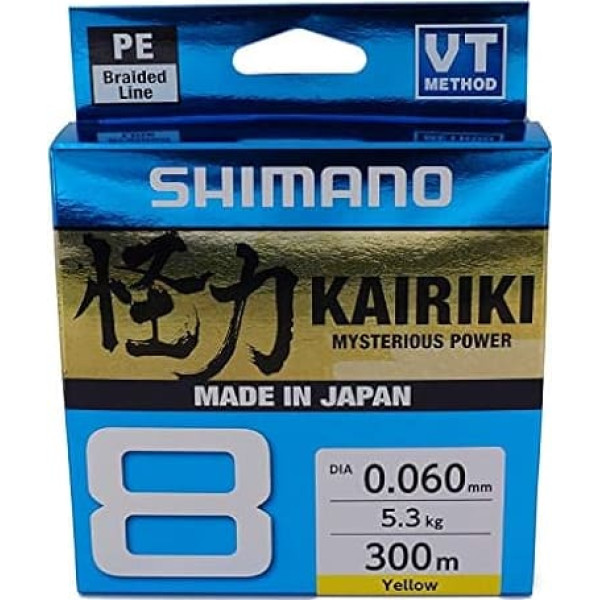 PE
Braided
Line
VT
METHOD
SHIMANO
怪力 KAIRIKI
MYSTERIOUS POWER
MADE IN JAPAN
8
DIA 0.060mm
5.3 kg
300m
Yellow